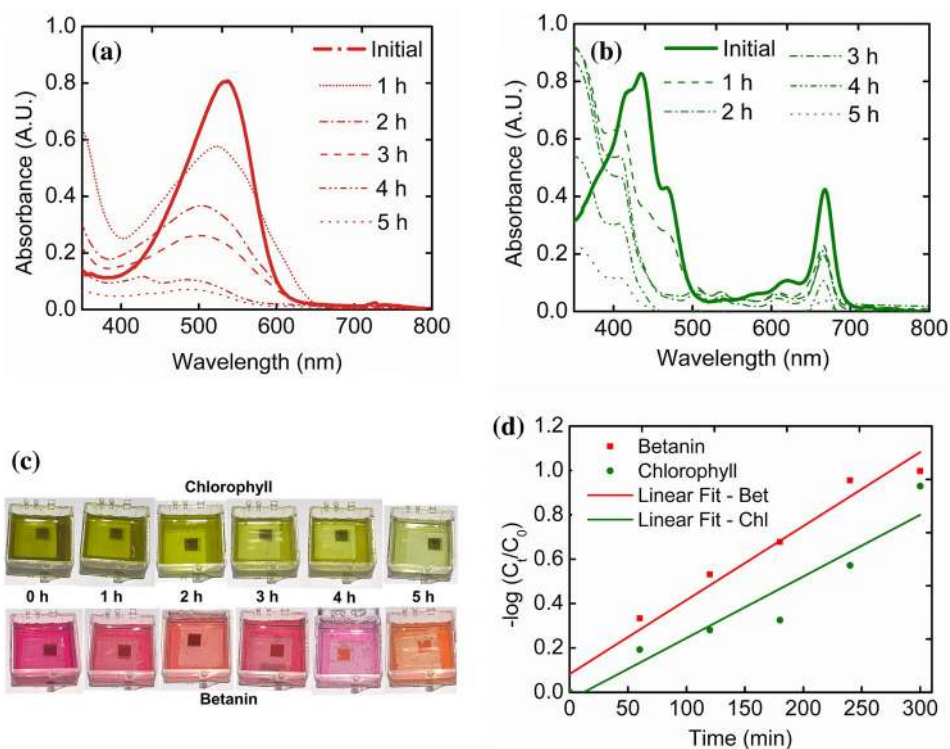 (a)
Initial
1 h
2 h
3 h
4 h
5 h
1.0
0.8
0.6
0.4
0.2
0.0
Absorbance (A.U.)
400 500 600 700 800
Wavelength (nm)
(b)
Initial
1 h
2 h
3 h
4 h
5 h
1.0
0.8
0.6
0.4
0.2
0.0
Absorbance (A.U.)
400 500 600 700 800
Wavelength (nm)
(c)
Chlorophyll
0 h 1 h 2 h 3 h 4 h 5 h
Betanin
(d)
Betanin
Chlorophyll
Linear Fit - Bet
Linear Fit - Chl
1.2
1.0
0.8
0.6
0.4
0.2
0.0
-log (Ct/C0)
0 50 100 150 200 250 300
Time (min)